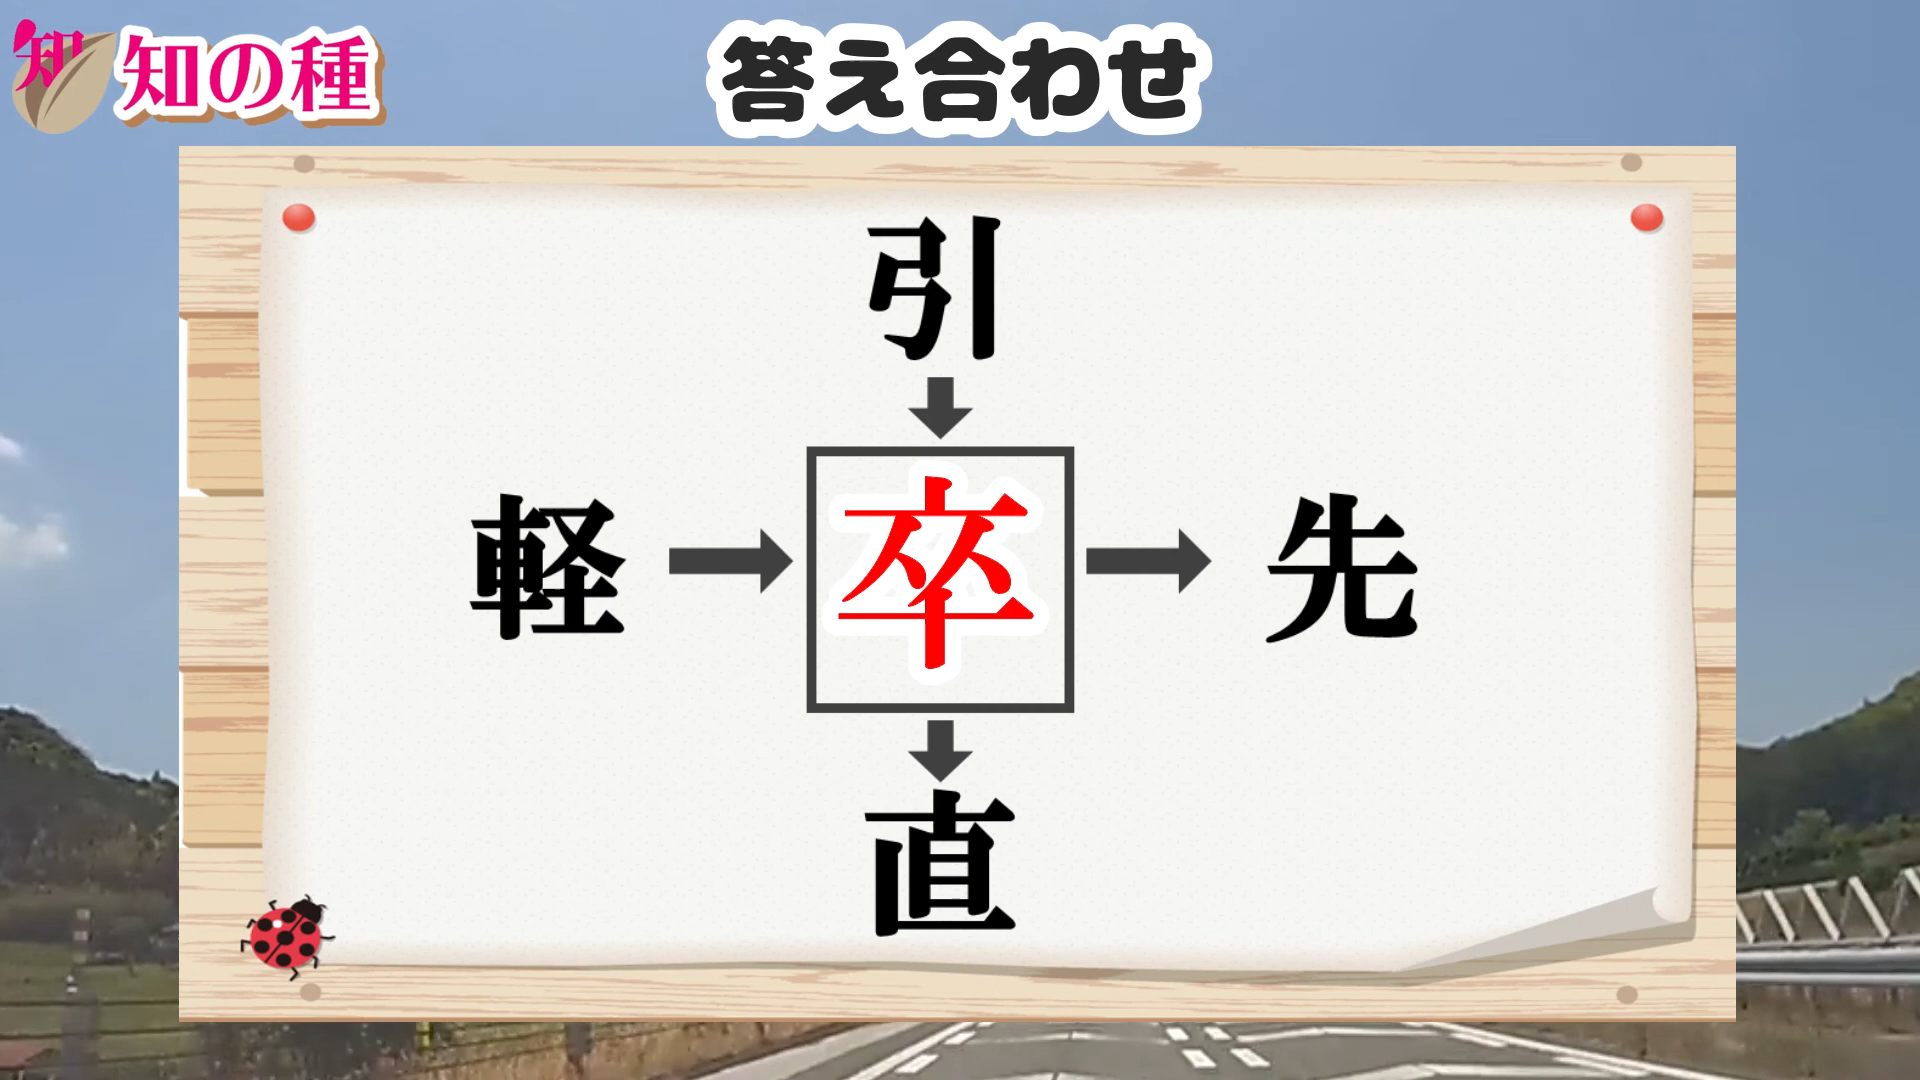 知の種
答え合わせ
引
軽 → 卒 → 先
直